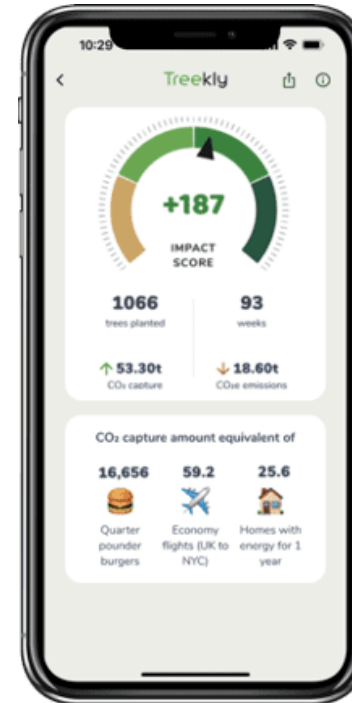 10:29
Treekly
+187
IMPACT
SCORE
1066
trees planted
93
weeks
53.30t
CO₂ capture
18.60t
CO₂e emissions
CO₂ capture amount equivalent of
16,656
59.2
25.6
Quarter
pounder
burgers
Economy
flights (UK to
NYC)
Homes with
energy for 1
year